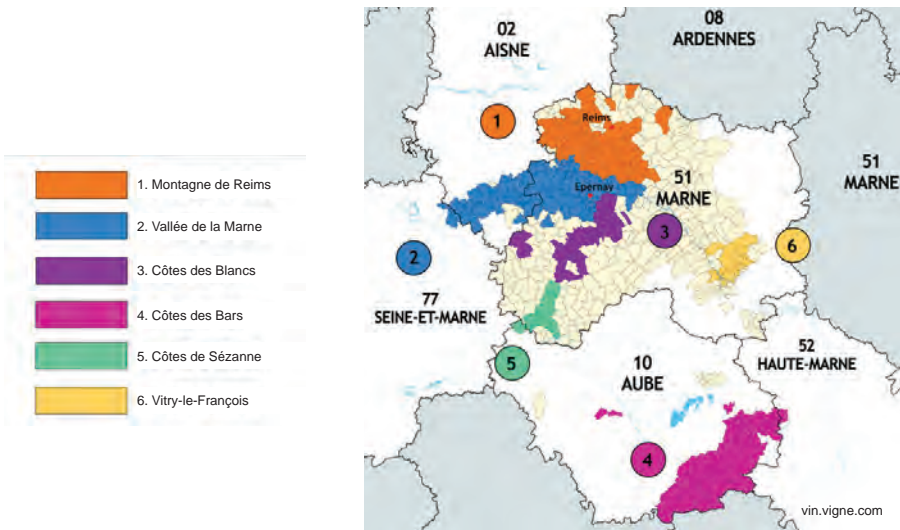 1. Montagne de Reims
2. Vallée de la Marne
3. Côtes des Blancs
4. Côtes des Bars
5. Côtes de Sézanne
6. Vitry-le-François
02
AISNE
08
ARDENNES
1
Reims
51
MARNE
51
MARNE
Epernay
3
6
2
77
SEINE-ET-MARNE
5
10
AUBE
52
HAUTE-MARNE
4
vin.vigne.com